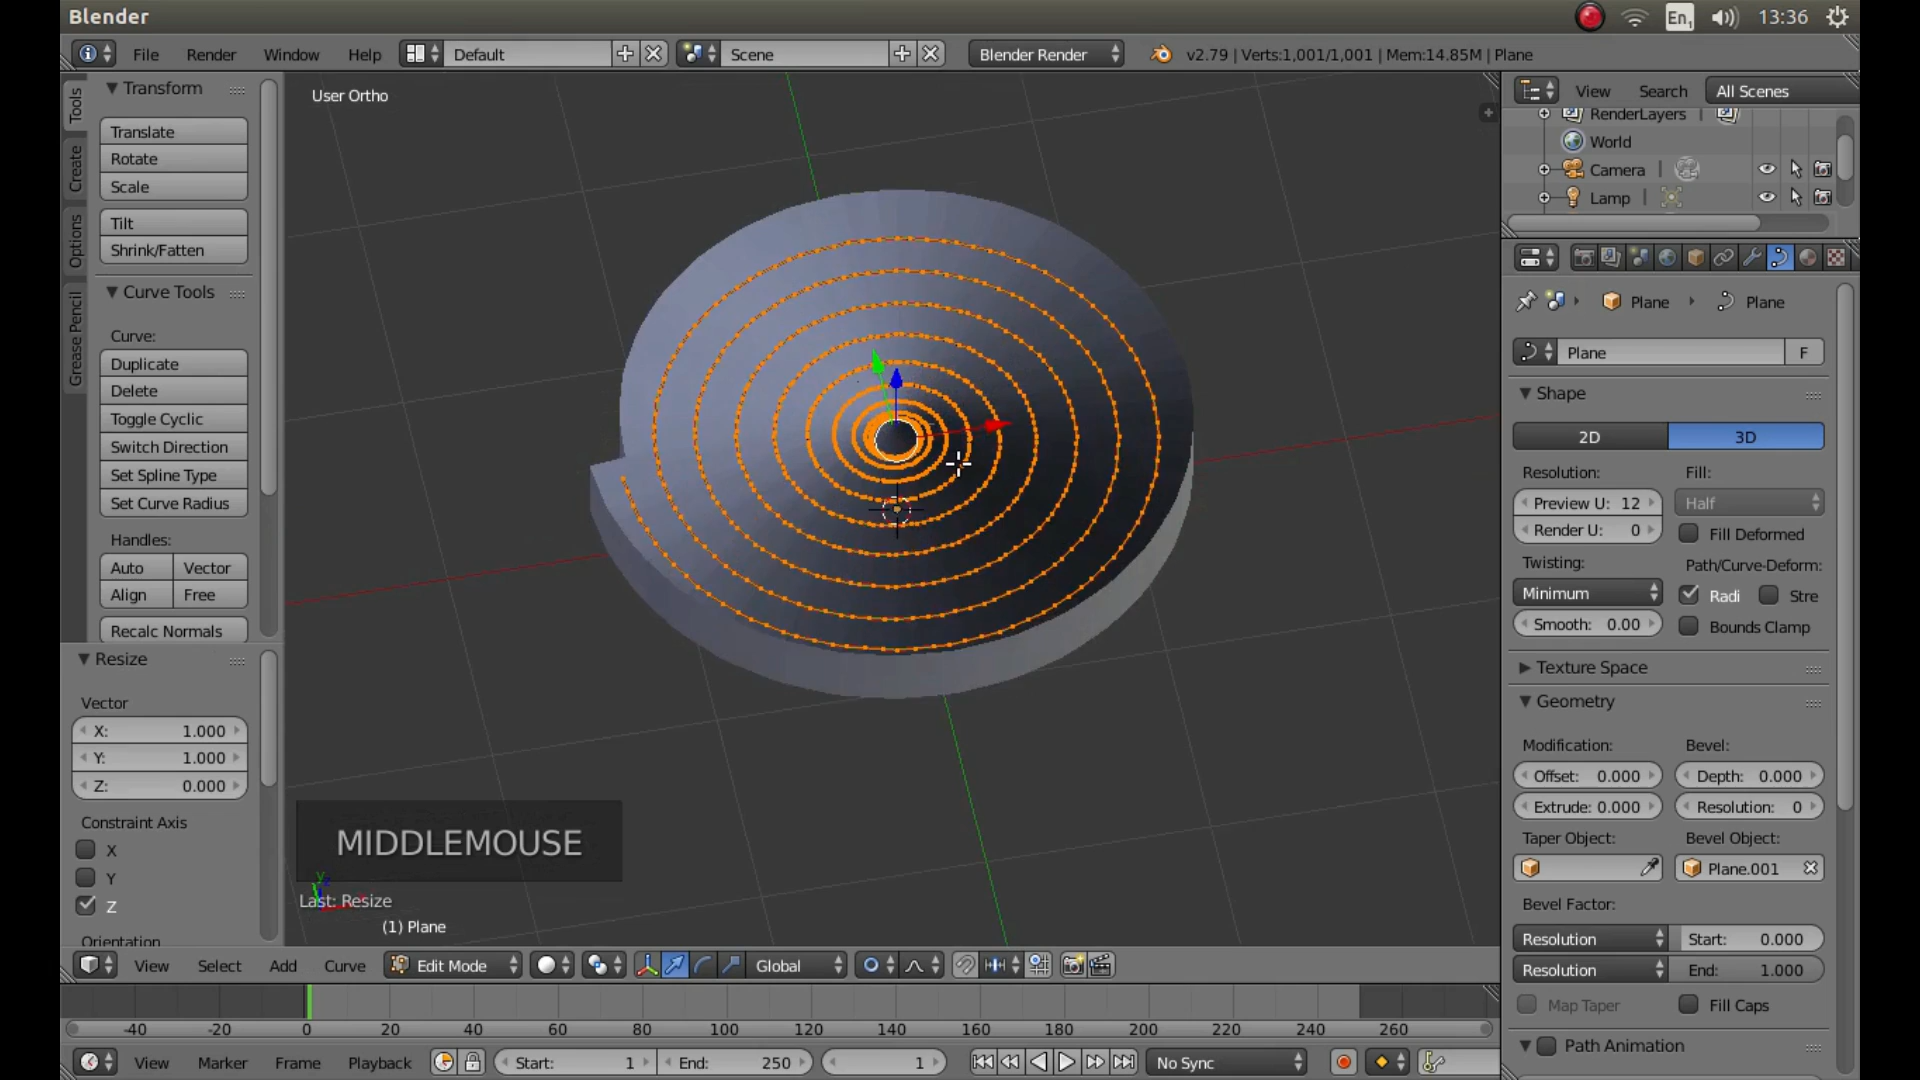 Blender
En1
13:36
File Render Window Help Default Scene Blender Render v2.79 | Verts:1,001/1,001 | Mem:14.85M | Plane
Tools
Create
Options
Grease Pencil
Transform
Translate
Rotate
Scale
Tilt
Shrink/Fatten
Curve Tools
Curve:
Duplicate
Delete
Toggle Cyclic
Switch Direction
Set Spline Type
Set Curve Radius
Handles:
Auto Vector
Align Free
Recalc Normals
Resize
Vector
X: 1.000
Y: 1.000
Z: 0.000
Constraint Axis
X
Y
Z
Orientation
User Ortho
MIDDLEMOUSE
Last: Resize
(1) Plane
View Search All Scenes
RenderLayers
World
Camera
Lamp
Plane Plane
Plane F
Shape
2D 3D
Resolution: Fill:
Preview U: 12 Half
Render U: 0 Fill Deformed
Twisting: Path/Curve-Deform:
Minimum Radi Stre
Smooth: 0.00 Bounds Clamp
Texture Space
Geometry
Modification: Bevel:
Offset: 0.000 Depth: 0.000
Extrude: 0.000 Resolution: 0
Taper Object: Bevel Object:
Plane.001
Bevel Factor:
Resolution Start: 0.000
Resolution End: 1.000
Map Taper Fill Caps
Path Animation
View Select Add Curve Edit Mode Global
-40 -20 0 20 40 60 80 100 120 140 160 180 200 220 240 260
View Marker Frame Playback Start: 1 End: 250 1 No Sync